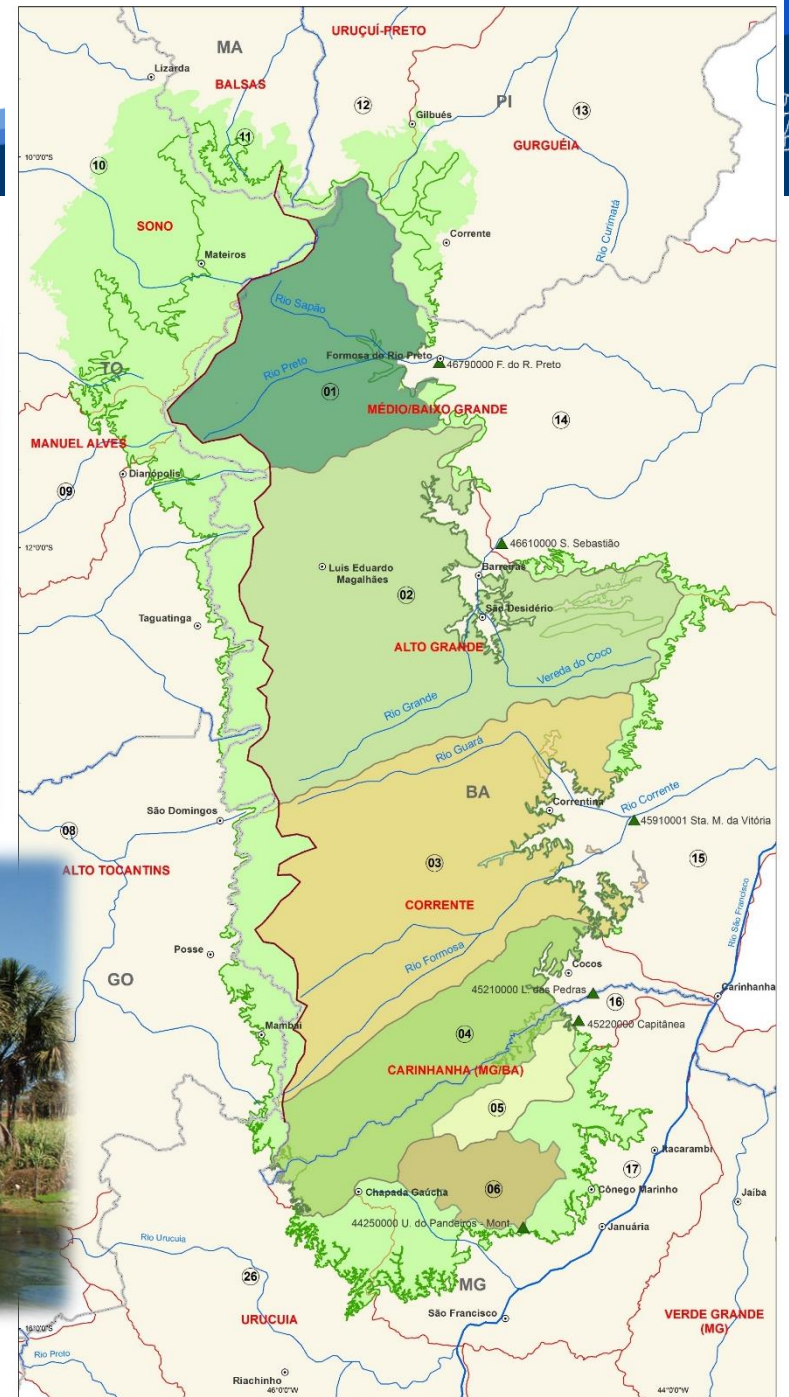 URUÇUÍ-PRETO
MA
Lizarda
BALSAS
12
PI
13
Gilbués
11
GURGUÉIA
10°0'0"S
10
SONO
Corrente
Rio Curimatá
Mateiros
Rio Sapão
Formosa do Rio Preto
46790000 F. do R. Preto
TO
Rio Preto
01
MÉDIO/BAIXO GRANDE
14
MANUEL ALVES
Dianópolis
09
12°0'0"S
46610000 S. Sebastião
Luis Eduardo
Magalhães
Barreiras
02
São Desidério
Taguatinga
ALTO GRANDE
Vereda do Coco
Rio Grande
Rio Guará
BA
Correntina
Rio Corrente
São Domingos
45910001 Sta. M. da Vitória
08
15
03
ALTO TOCANTINS
CORRENTE
Rio São Francisco
Posse
Rio Formosa
GO
Cocos
45210000 L. das Pedras
Carinhanha
16
45220000 Capitânea
Mambaí
04
CARINHANHA (MG/BA)
05
Itacarambi
17
06
Cônego Marinho
Jaíba
Chapada Gaúcha
44250000 U. do Pandeiros - Mont
Januária
Rio Urucuia
26
MG
São Francisco
URUCUIA
VERDE GRANDE
(MG)
16°0'0"S
Rio Preto
Riachinho
46°0'0"W
44°0'0"W